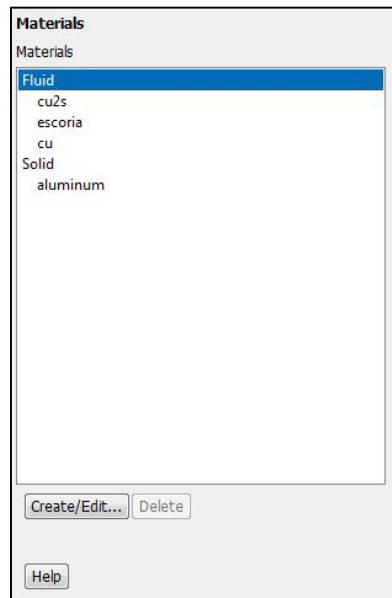 Materials
Materials
Fluid
cu2s
escoria
cu
Solid
aluminum
Create/Edit... Delete
Help